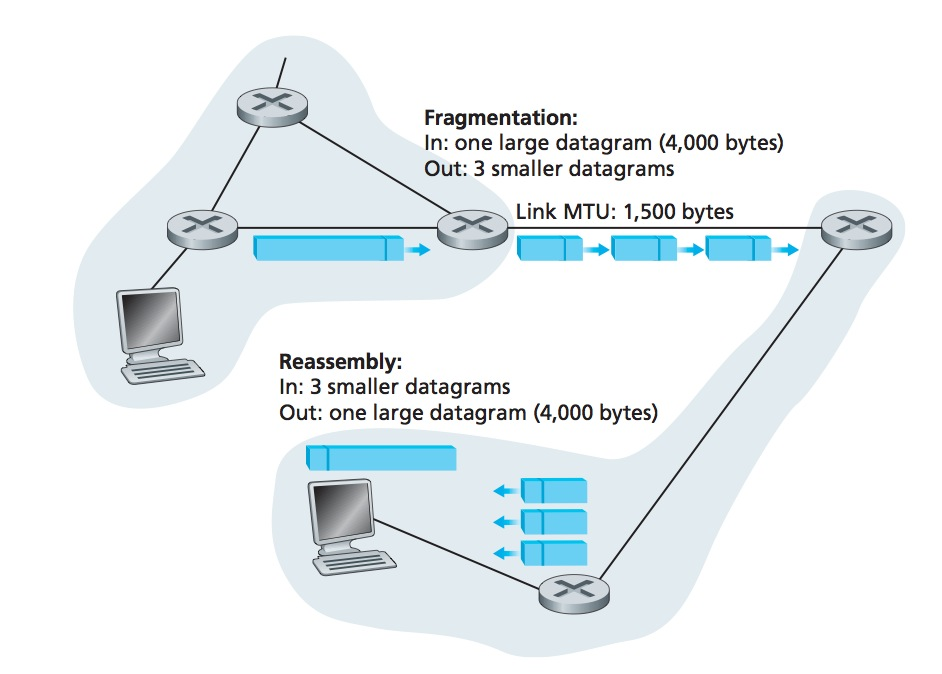 Fragmentation:
In: one large datagram (4,000 bytes)
Out: 3 smaller datagrams
Link MTU: 1,500 bytes
Reassembly:
In: 3 smaller datagrams
Out: one large datagram (4,000 bytes)